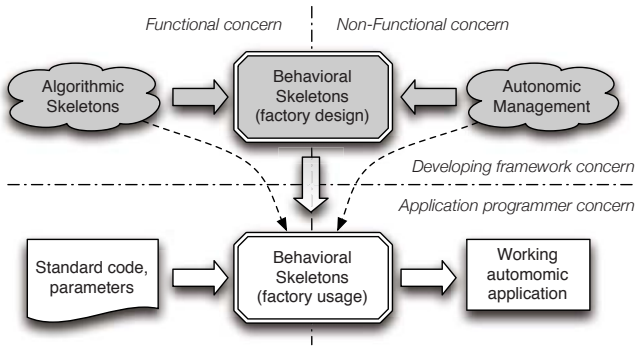 Functional concern
Non-Functional concern
Algorithmic
Skeletons
Behavioral
Skeletons
(factory design)
Autonomic
Management
Developing framework concern
Application programmer concern
Standard code,
parameters
Behavioral
Skeletons
(factory usage)
Working
automomic
application